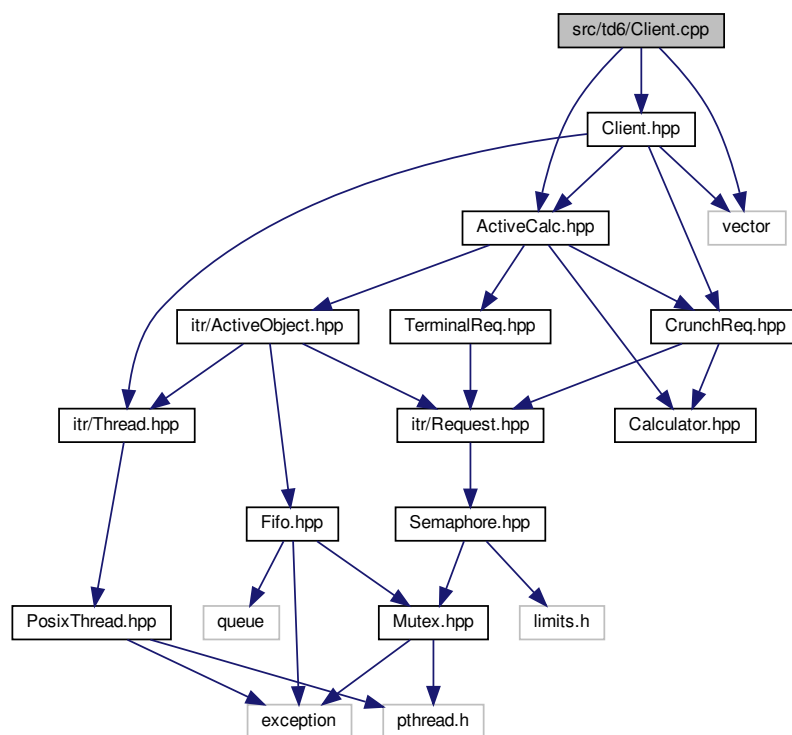 src/td6/Client.cpp
Client.hpp
ActiveCalc.hpp
vector
itr/ActiveObject.hpp
TerminalReq.hpp
CrunchReq.hpp
itr/Thread.hpp
itr/Request.hpp
Calculator.hpp
Fifo.hpp
Semaphore.hpp
PosixThread.hpp
queue
Mutex.hpp
limits.h
exception
pthread.h